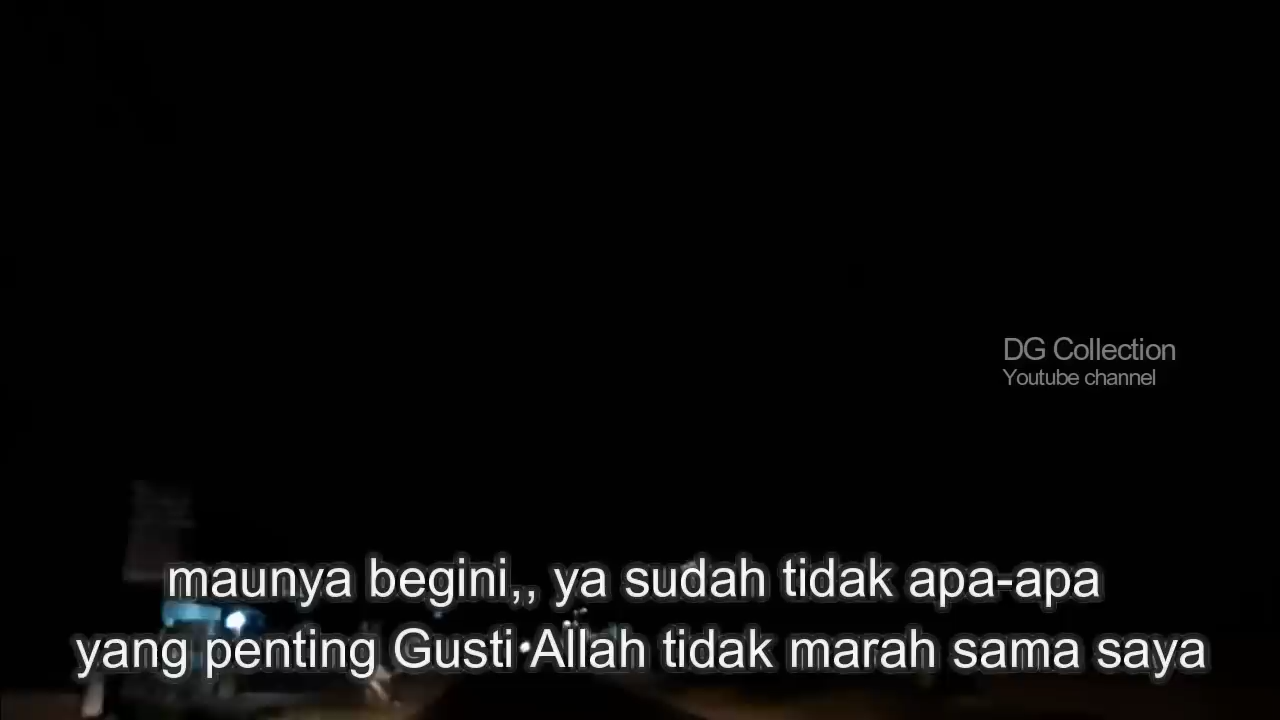 DG Collection
Youtube channel
maunya begini,, ya sudah tidak apa-apa
yang penting Gusti Allah tidak marah sama saya